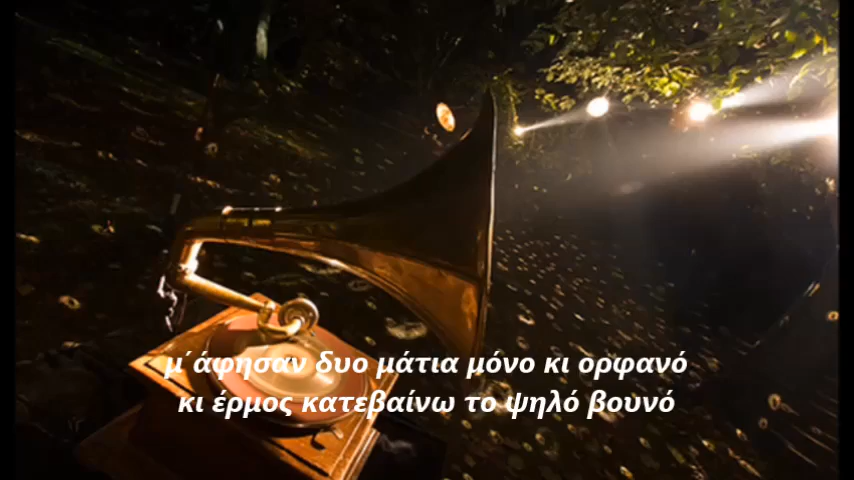 μ΄άφησαν δυο μάτια μόνο κι ορφανό
κι έρμος κατεβαίνω το ψηλό βουνό